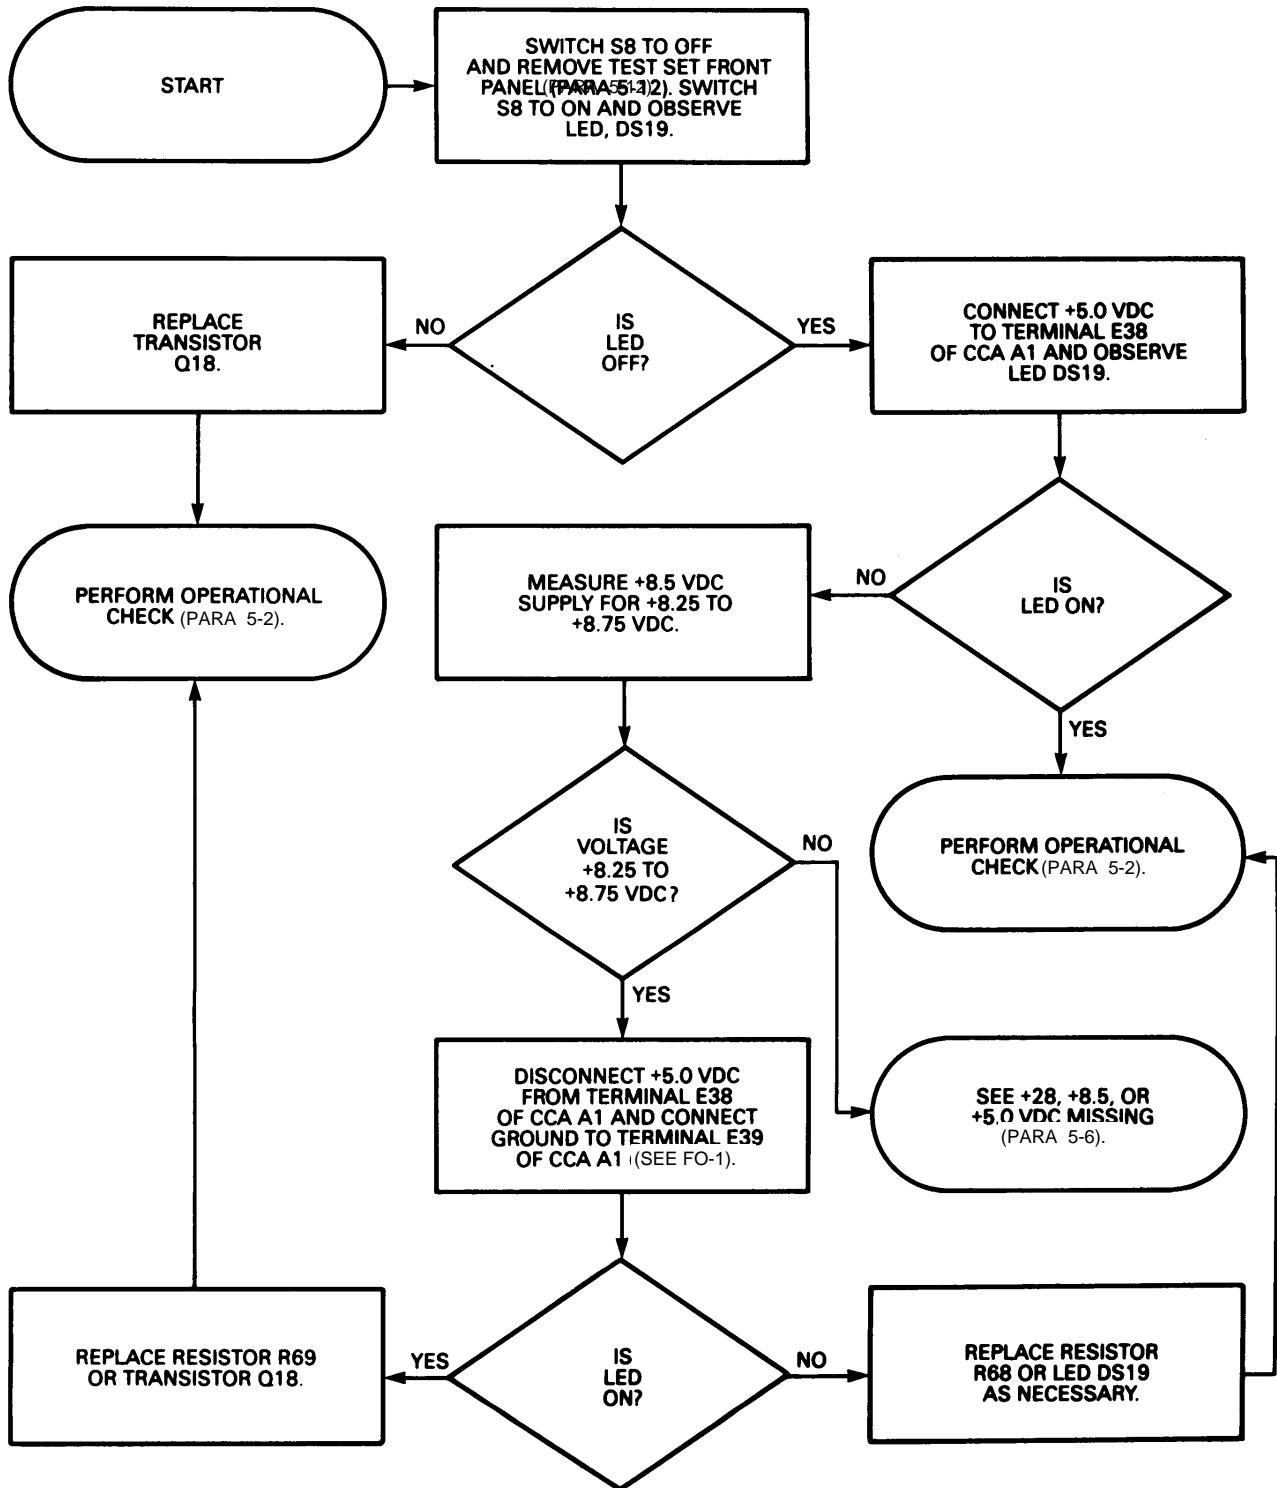 START
SWITCH S8 TO OFF
AND REMOVE TEST SET FRONT
PANEL (PARA 5-12). SWITCH
S8 TO ON AND OBSERVE
LED, DS19.
IS
LED
OFF?
NO
YES
REPLACE
TRANSISTOR
Q18.
CONNECT +5.0 VDC
TO TERMINAL E38
OF CCA A1 AND OBSERVE
LED DS19.
PERFORM OPERATIONAL
CHECK (PARA 5-2).
MEASURE +8.5 VDC
SUPPLY FOR +8.25 TO
+8.75 VDC.
NO
IS
LED ON?
YES
IS
VOLTAGE
+8.25 TO
+8.75 VDC?
NO
YES
PERFORM OPERATIONAL
CHECK (PARA 5-2).
DISCONNECT +5.0 VDC
FROM TERMINAL E38
OF CCA A1 AND CONNECT
GROUND TO TERMINAL E39
OF CCA A1 (SEE FO-1).
SEE +28, +8.5, OR
+5.0 VDC MISSING
(PARA 5-6).
REPLACE RESISTOR R69
OR TRANSISTOR Q18.
YES
IS
LED
ON?
NO
REPLACE RESISTOR
R68 OR LED DS19
AS NECESSARY.